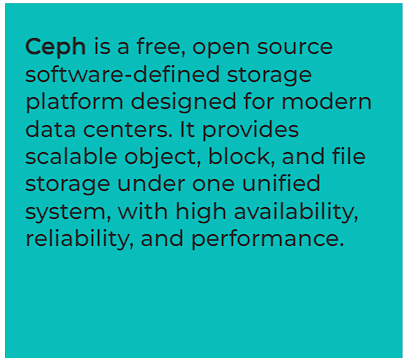 Ceph is a free, open source
software-defined storage
platform designed for modern
data centers. It provides
scalable object, block, and file
storage under one unified
system, with high availability,
reliability, and performance.